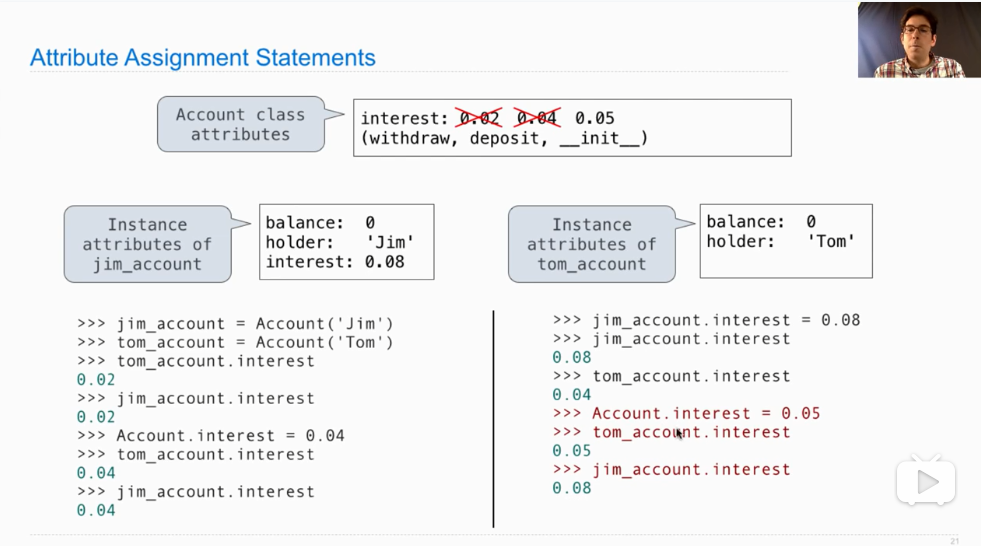 Attribute Assignment Statements
Account class
attributes
interest: 0.02 0.04 0.05
(withdraw, deposit, __init__)
Instance
attributes of
jim_account
balance: 0
holder: 'Jim'
interest: 0.08
Instance
attributes of
tom_account
balance: 0
holder: 'Tom'
>>> jim_account = Account('Jim')
>>> tom_account = Account('Tom')
>>> tom_account.interest
0.02
>>> jim_account.interest
0.02
>>> Account.interest = 0.04
>>> tom_account.interest
0.04
>>> jim_account.interest
0.04
>>> jim_account.interest = 0.08
>>> jim_account.interest
0.08
>>> tom_account.interest
0.04
>>> Account.interest = 0.05
>>> tom_account.interest
0.05
>>> jim_account.interest
0.08
21